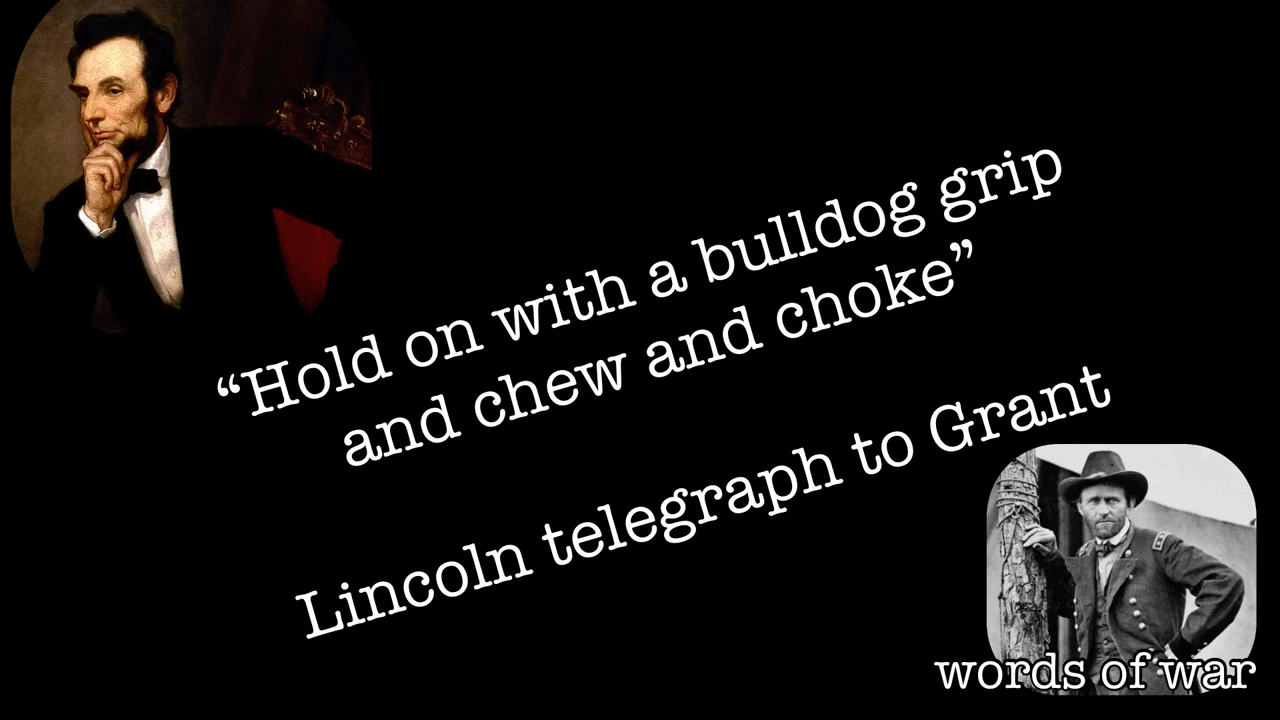 “Hold on with a bulldog grip
and chew and choke”
Lincoln telegraph to Grant
words of war